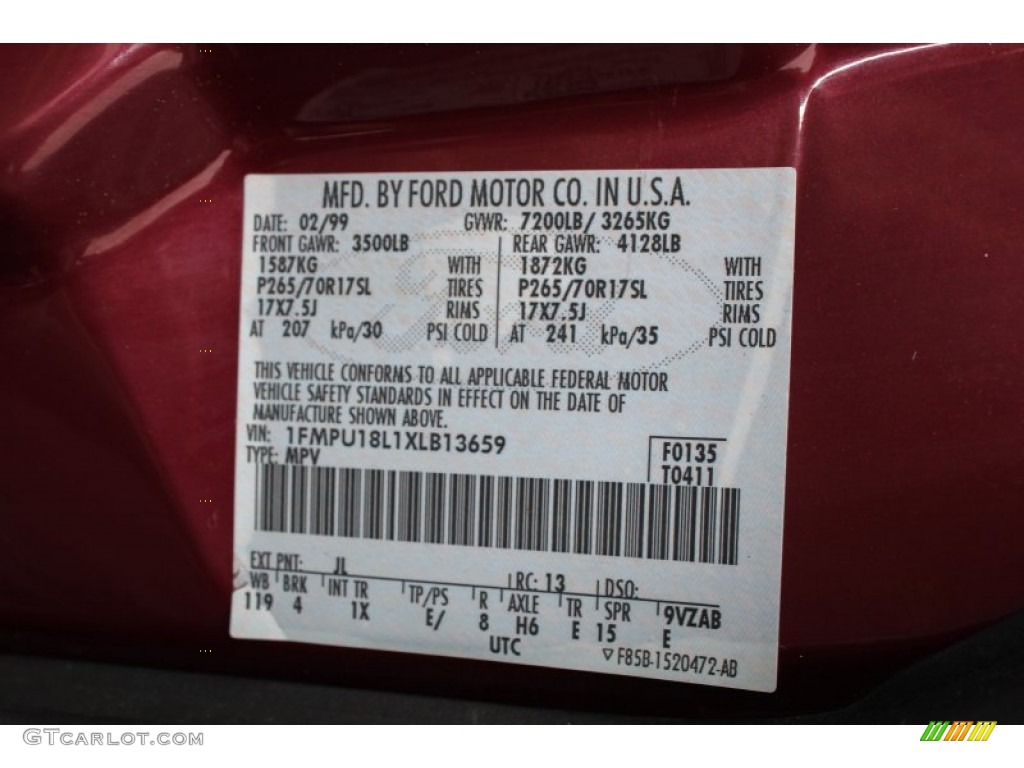 MFD. BY FORD MOTOR CO. IN U.S.A.
DATE: 02/99 GVWR: 7200LB/ 3265KG
FRONT GAWR: 3500LB REAR GAWR: 4128LB
1587KG WITH 1872KG WITH
P265/70R17SL TIRES P265/70R17SL TIRES
17X7.5J RIMS 17X7.5J RIMS
AT 207 kPa/30 PSI COLD AT 241 kPa/35 PSI COLD
THIS VEHICLE CONFORMS TO ALL APPLICABLE FEDERAL MOTOR
VEHICLE SAFETY STANDARDS IN EFFECT ON THE DATE OF
MANUFACTURE SHOWN ABOVE.
VIN: 1FMPU18L1XLB13659 F0135
TYPE: MPV T0411
EXT PNT: JL RC: 13 DSO:
WB BRK INT TR TP/PS R AXLE TR SPR 9VZAB
119 4 1X E/ 8 H6 E 15 E
UTC ▽F85B-1520472-AB
GTcarlot.com